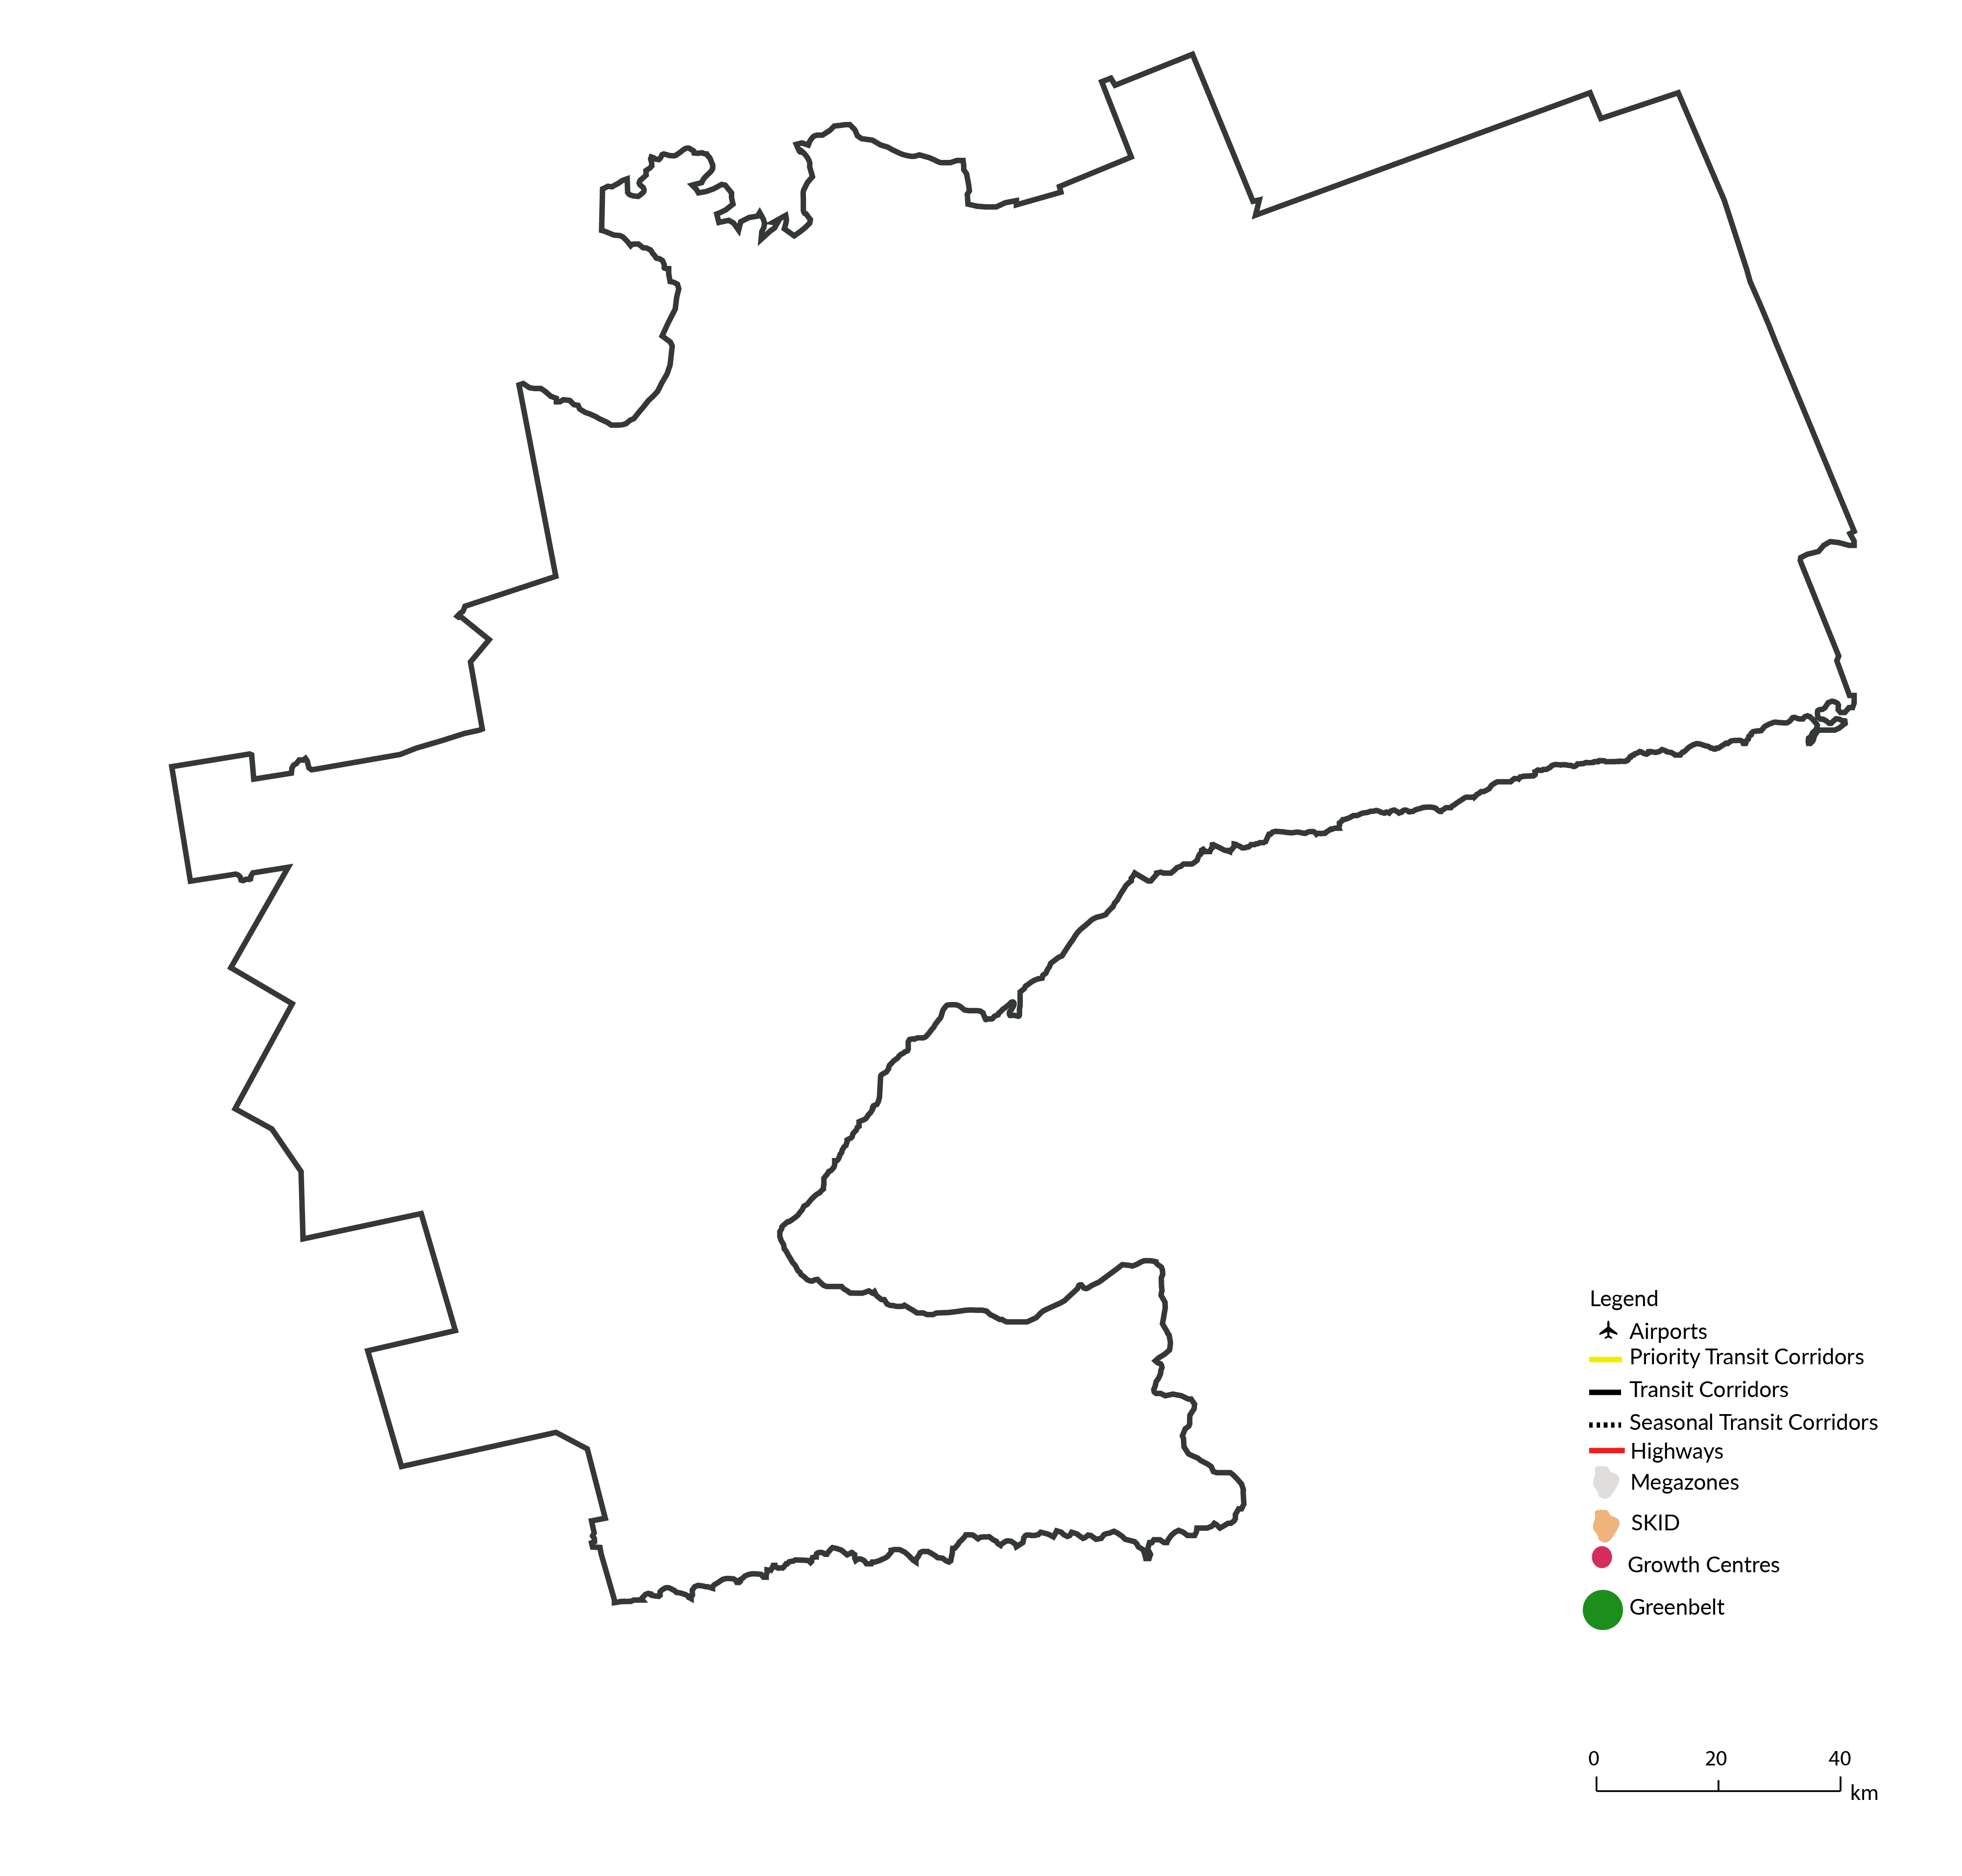 Legend
Airports
Priority Transit Corridors
Transit Corridors
Seasonal Transit Corridors
Highways
Megazones
SKID
Growth Centres
Greenbelt
0 20 40
km